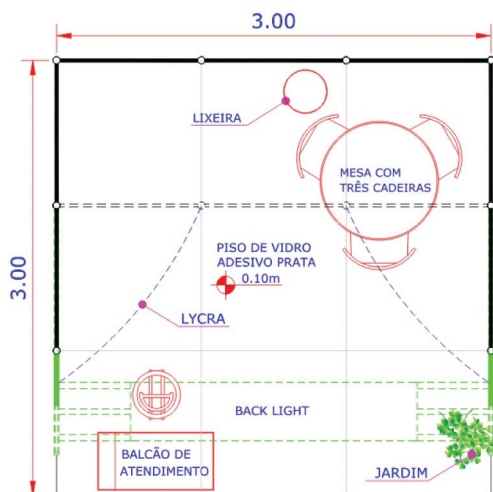 3.00
LIXEIRA
MESA COM
TRÊS CADEIRAS
3.00
PISO DE VIDRO
ADESIVO PRATA
0.10m
LYCRA
BACK LIGHT
BALCÃO DE
ATENDIMENTO
JARDIM